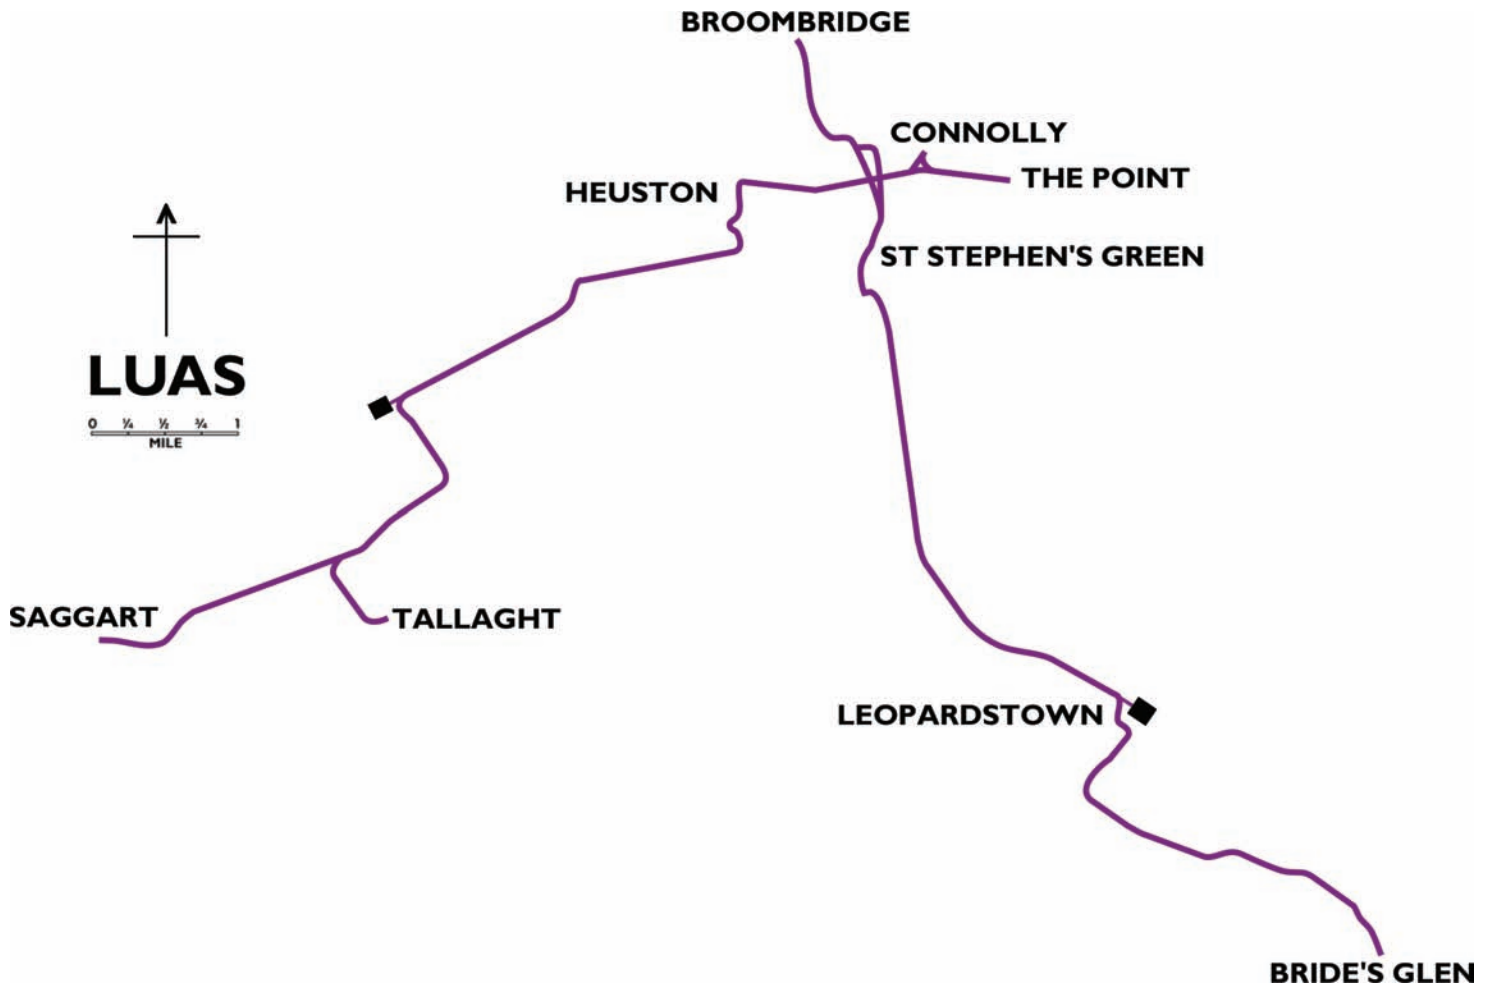 BROOMBRIDGE
CONNOLLY
THE POINT
HEUSTON
ST STEPHEN'S GREEN
LUAS
0 ¼ ½ ¾ 1
MILE
SAGGART
TALLAGHT
LEOPARDSTOWN
BRIDE'S GLEN